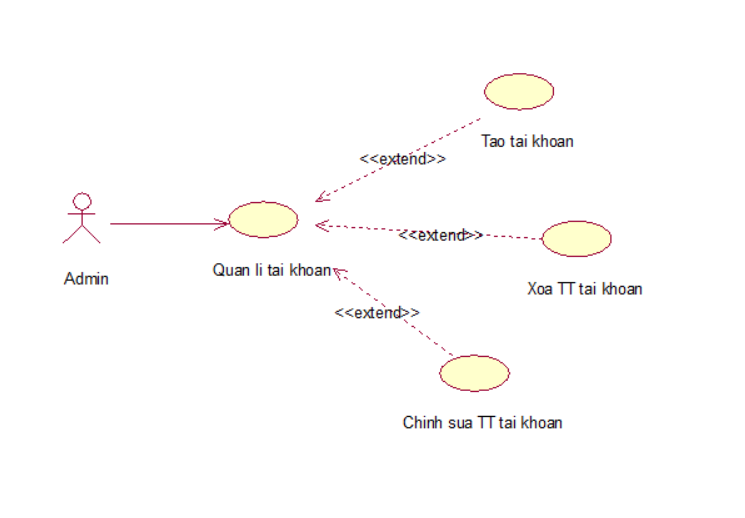 Tao tai khoan
<<extend>>
<<extend>>
Quan li tai khoan
Admin
Xoa TT tai khoan
<<extend>>
Chinh sua TT tai khoan